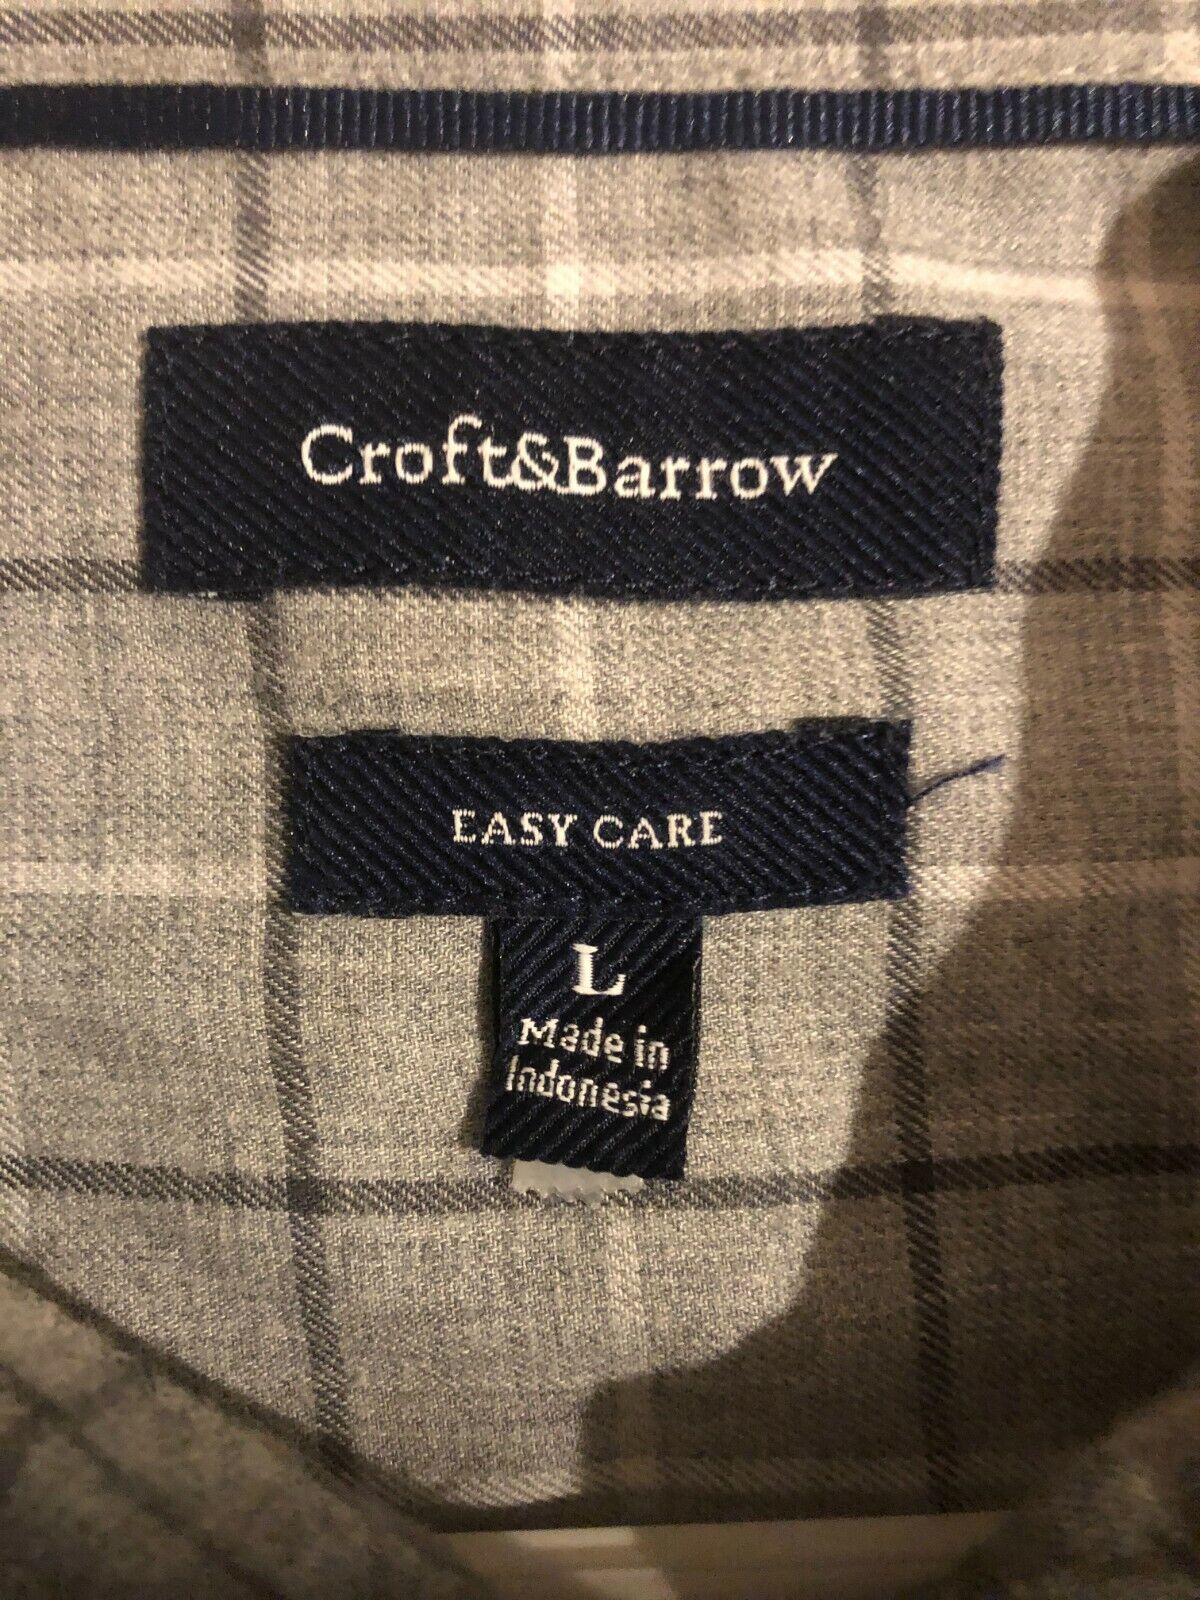 Croft&Barrow
EASY CARE
L
Made in
Indonesia